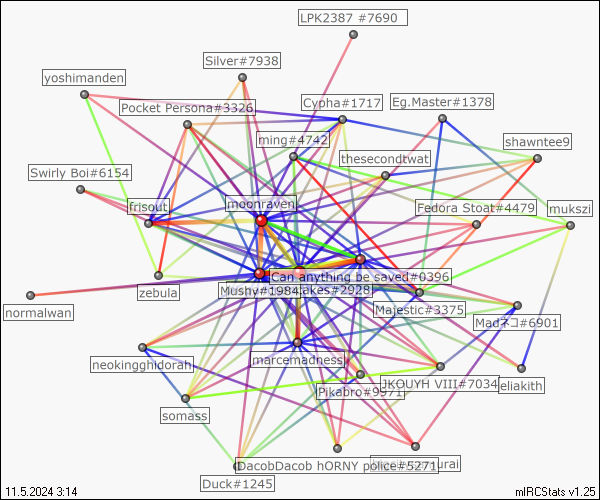 LPK2387 #7690
Silver#7938
yoshimanden
Pocket Persona#3326
Cypha#1717
Eg.Master#1378
ming#4742
shawntee9
thesecondtwat
Swirly Boi#6154
frisout
moonraven
Fedora Stoat#4479
mukszi
Can anything be saved#0396
zebula
Mushy#1984
akes#2928
normalwan
Majestic#3375
Madネコ#6901
marcemadness
neokingghidorah
JKOUYH VIII#7034
eliakith
Pikabro#9971
somass
DacobDacob hORNY police#5271
urai
Duck#1245
11.5.2024 3:14
mIRCStats v1.25